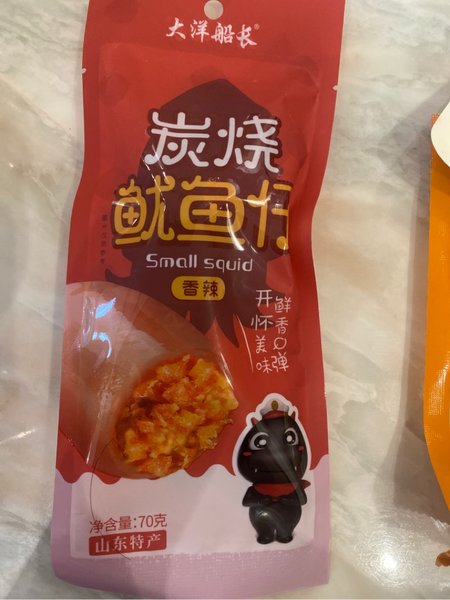 大洋船长®
炭烧
鱿鱼仔
Small squid
香辣
鲜香Q弹
开怀美味
净含量:70克
山东特产